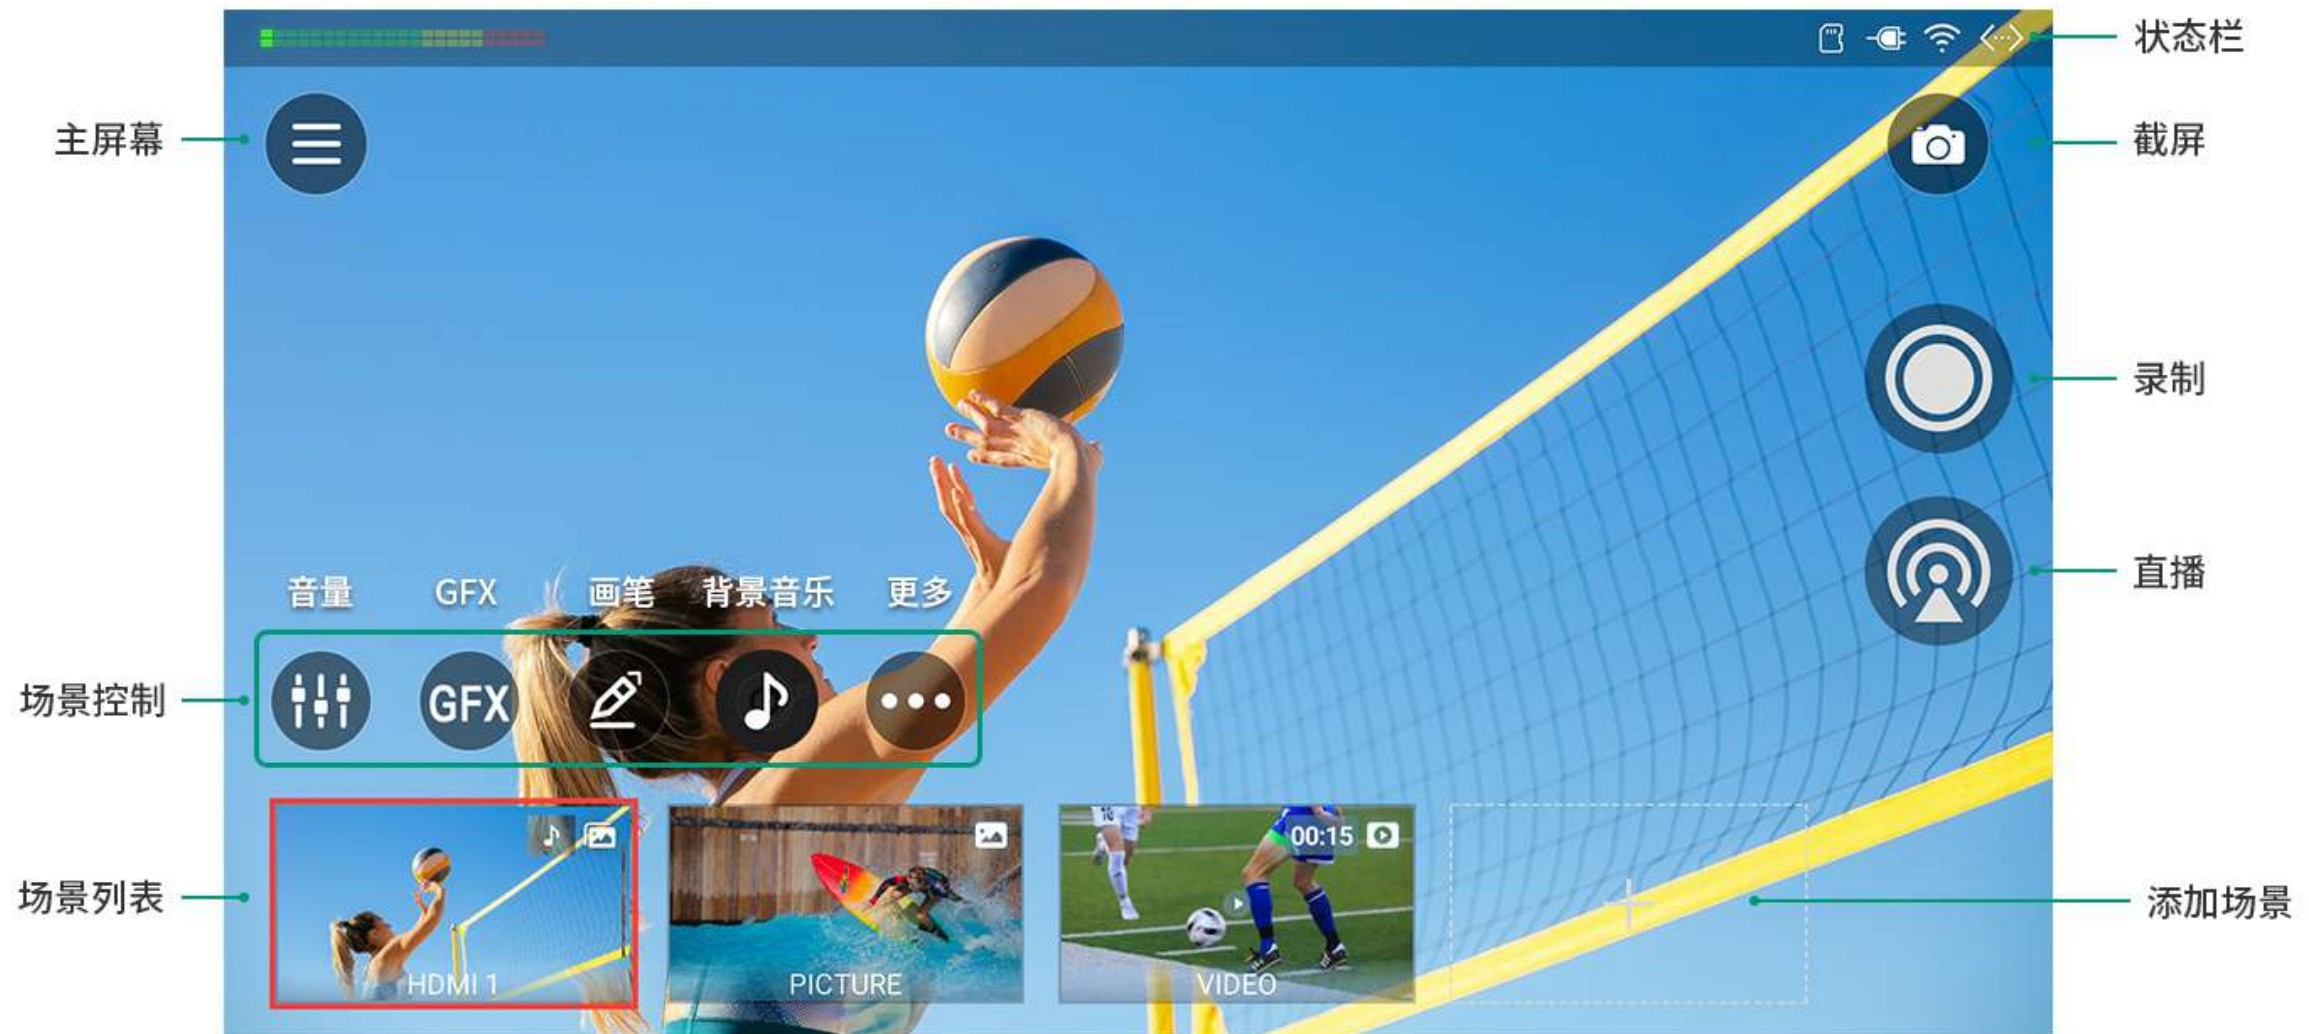 状态栏
主屏幕
截屏
录制
直播
音量 GFX 画笔 背景音乐 更多
场景控制
GFX
场景列表
00:15
添加场景
HDMI 1
PICTURE
VIDEO